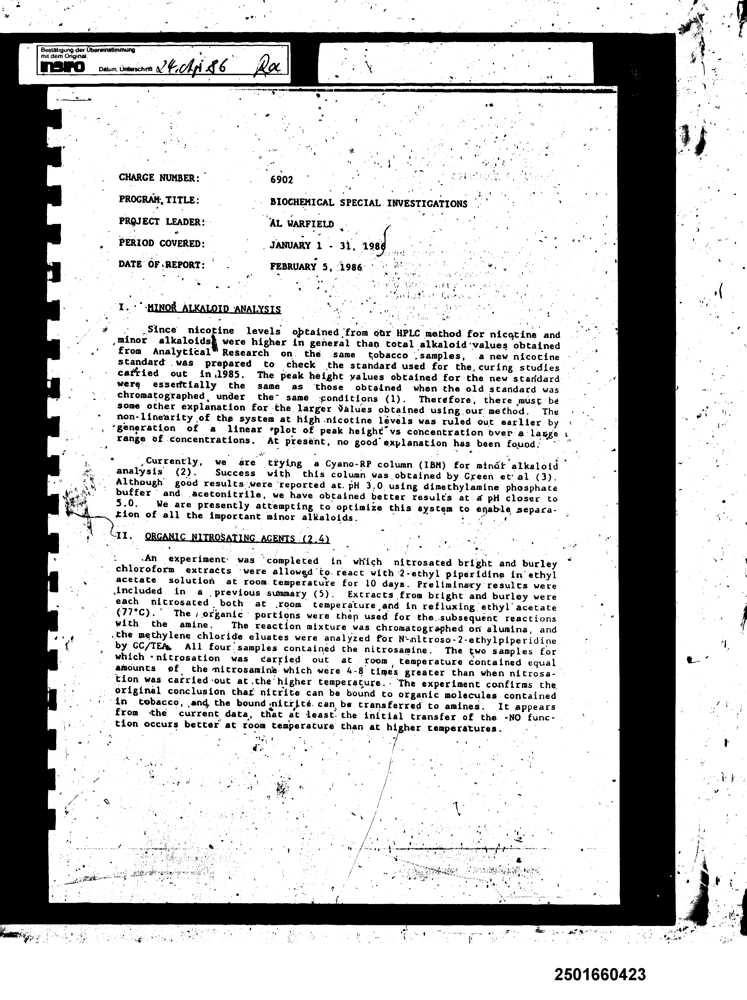 Bestätigung der Übereinstimmung
mit dem Original
Datum, Unterschrift
CHARGE NUMBER: 6902
PROGRAM TITLE: BIOCHEMICAL SPECIAL INVESTIGATIONS
PROJECT LEADER: AL WARFIELD
PERIOD COVERED: JANUARY 1 - 31, 1986
DATE OF REPORT: FEBRUARY 5, 1986
I. MINOR ALKALOID ANALYSIS
Since nicotine levels obtained from our HPLC method for nicotine and
minor alkaloids were higher in general than total alkaloid values obtained
from Analytical Research on the same tobacco samples, a new nicotine
standard was prepared to check the standard used for the curing studies
carried out in 1985. The peak height values obtained for the new standard
were essentially the same as those obtained when the old standard was
chromatographed under the same conditions (1). Therefore, there must be
some other explanation for the larger values obtained using our method. The
non-linearity of the system at high nicotine levels was ruled out earlier by
generation of a linear plot of peak height vs concentration over a large
range of concentrations. At present, no good explanation has been found.
Currently, we are trying a Cyano-RP column (IBM) for minor alkaloid
analysis (2). Success with this column was obtained by Green et al (3).
Although good results were reported at pH 3.0 using dimethylamine phosphate
buffer and acetonitrile, we have obtained better results at a pH closer to
5.0. We are presently attempting to optimize this system to enable separa-
tion of all the important minor alkaloids.
II. ORGANIC NITROSATING AGENTS (2,4)
An experiment was completed in which nitrosated bright and burley
chloroform extracts were allowed to react with 2-ethyl piperidine in ethyl
acetate solution at room temperature for 10 days. Preliminary results were
included in a previous summary (5). Extracts from bright and burley were
each nitrosated both at room temperature and in refluxing ethyl acetate
(77°C). The organic portions were then used for the subsequent reactions
with the amine. The reaction mixture was chromatographed on alumina, and
the methylene chloride eluates were analyzed for N-nitroso-2-ethylpiperidine
by GC/TEA. All four samples contained the nitrosamine. The two samples for
which nitrosation was carried out at room temperature contained equal
amounts of the nitrosamine which were 4-8 times greater than when nitrosa-
tion was carried out at the higher temperature. The experiment confirms the
original conclusion that nitrite can be bound to organic molecules contained
in tobacco, and the bound nitrite can be transferred to amines. It appears
from the current data, that at least the initial transfer of the -NO func-
tion occurs better at room temperature than at higher temperatures.
2501660423